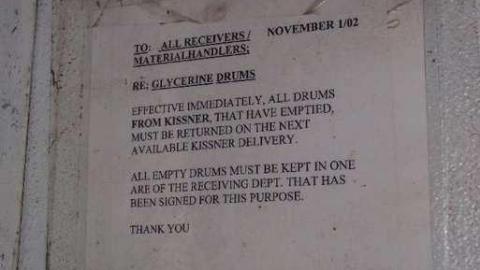 TO: ALL RECEIVERS / NOVEMBER 1/02
MATERIALHANDLERS;
RE; GLYCERINE DRUMS
EFFECTIVE IMMEDIATELY, ALL DRUMS
FROM KISSNER, THAT HAVE EMPTIED,
MUST BE RETURNED ON THE NEXT
AVAILABLE KISSNER DELIVERY.
ALL EMPTY DRUMS MUST BE KEPT IN ONE
ARE OF THE RECEIVING DEPT. THAT HAS
BEEN SIGNED FOR THIS PURPOSE.
THANK YOU